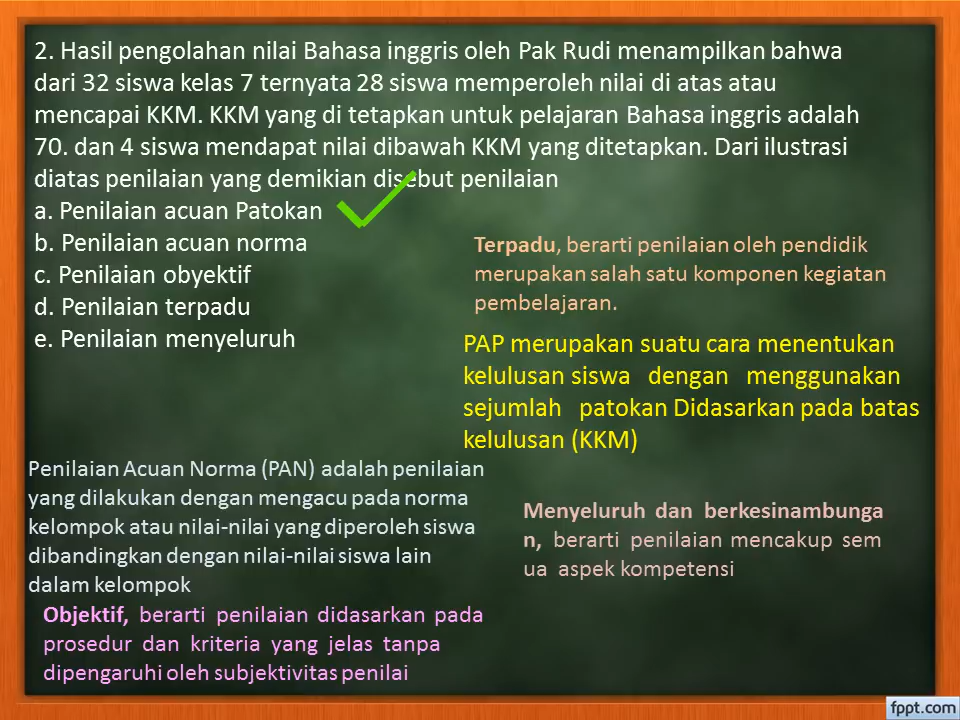 2. Hasil pengolahan nilai Bahasa inggris oleh Pak Rudi menampilkan bahwa
dari 32 siswa kelas 7 ternyata 28 siswa memperoleh nilai di atas atau
mencapai KKM. KKM yang di tetapkan untuk pelajaran Bahasa inggris adalah
70. dan 4 siswa mendapat nilai dibawah KKM yang ditetapkan. Dari ilustrasi
diatas penilaian yang demikian disebut penilaian
a. Penilaian acuan Patokan
b. Penilaian acuan norma
c. Penilaian obyektif
d. Penilaian terpadu
e. Penilaian menyeluruh
Terpadu, berarti penilaian oleh pendidik
merupakan salah satu komponen kegiatan
pembelajaran.
PAP merupakan suatu cara menentukan
kelulusan siswa dengan menggunakan
sejumlah patokan Didasarkan pada batas
kelulusan (KKM)
Penilaian Acuan Norma (PAN) adalah penilaian
yang dilakukan dengan mengacu pada norma
kelompok atau nilai-nilai yang diperoleh siswa
dibandingkan dengan nilai-nilai siswa lain
dalam kelompok
Menyeluruh dan berkesinambunga
n, berarti penilaian mencakup sem
ua aspek kompetensi
Objektif, berarti penilaian didasarkan pada
prosedur dan kriteria yang jelas tanpa
dipengaruhi oleh subjektivitas penilai
fppt.com